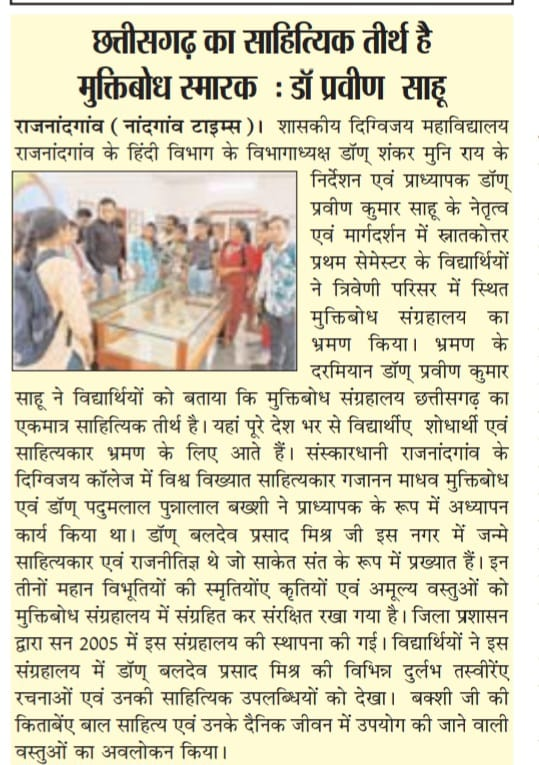 छत्तीसगढ़ का साहित्यिक तीर्थ है
मुक्तिबोध स्मारक : डॉ प्रवीण साहू
राजनांदगांव ( नांदगांव टाइम्स )। शासकीय दिग्विजय महाविद्यालय
राजनांदगांव के हिंदी विभाग के विभागाध्यक्ष डॉण् शंकर मुनि राय के
निर्देशन एवं प्राध्यापक डॉण्
प्रवीण कुमार साहू के नेतृत्व
एवं मार्गदर्शन में स्नातकोत्तर
प्रथम सेमेस्टर के विद्यार्थियों
ने त्रिवेणी परिसर में स्थित
मुक्तिबोध संग्रहालय का
भ्रमण किया। भ्रमण के
दरमियान डॉण् प्रवीण कुमार
साहू ने विद्यार्थियों को बताया कि मुक्तिबोध संग्रहालय छत्तीसगढ़ का
एकमात्र साहित्यिक तीर्थ है। यहां पूरे देश भर से विद्यार्थीए शोधार्थी एवं
साहित्यकार भ्रमण के लिए आते हैं। संस्कारधानी राजनांदगांव के
दिग्विजय कॉलेज में विश्व विख्यात साहित्यकार गजानन माधव मुक्तिबोध
एवं डॉण् पदुमलाल पुन्नालाल बख्शी ने प्राध्यापक के रूप में अध्यापन
कार्य किया था। डॉण् बलदेव प्रसाद मिश्र जी इस नगर में जन्मे
साहित्यकार एवं राजनीतिज्ञ थे जो साकेत संत के रूप में प्रख्यात हैं। इन
तीनों महान विभूतियों की स्मृतियोंए कृतियों एवं अमूल्य वस्तुओं को
मुक्तिबोध संग्रहालय में संग्रहित कर संरक्षित रखा गया है। जिला प्रशासन
द्वारा सन 2005 में इस संग्रहालय की स्थापना की गई। विद्यार्थियों ने इस
संग्रहालय में डॉण् बलदेव प्रसाद मिश्र की विभिन्न दुर्लभ तस्वीरेंए
रचनाओं एवं उनकी साहित्यिक उपलब्धियों को देखा। बक्शी जी की
किताबेंए बाल साहित्य एवं उनके दैनिक जीवन में उपयोग की जाने वाली
वस्तुओं का अवलोकन किया।